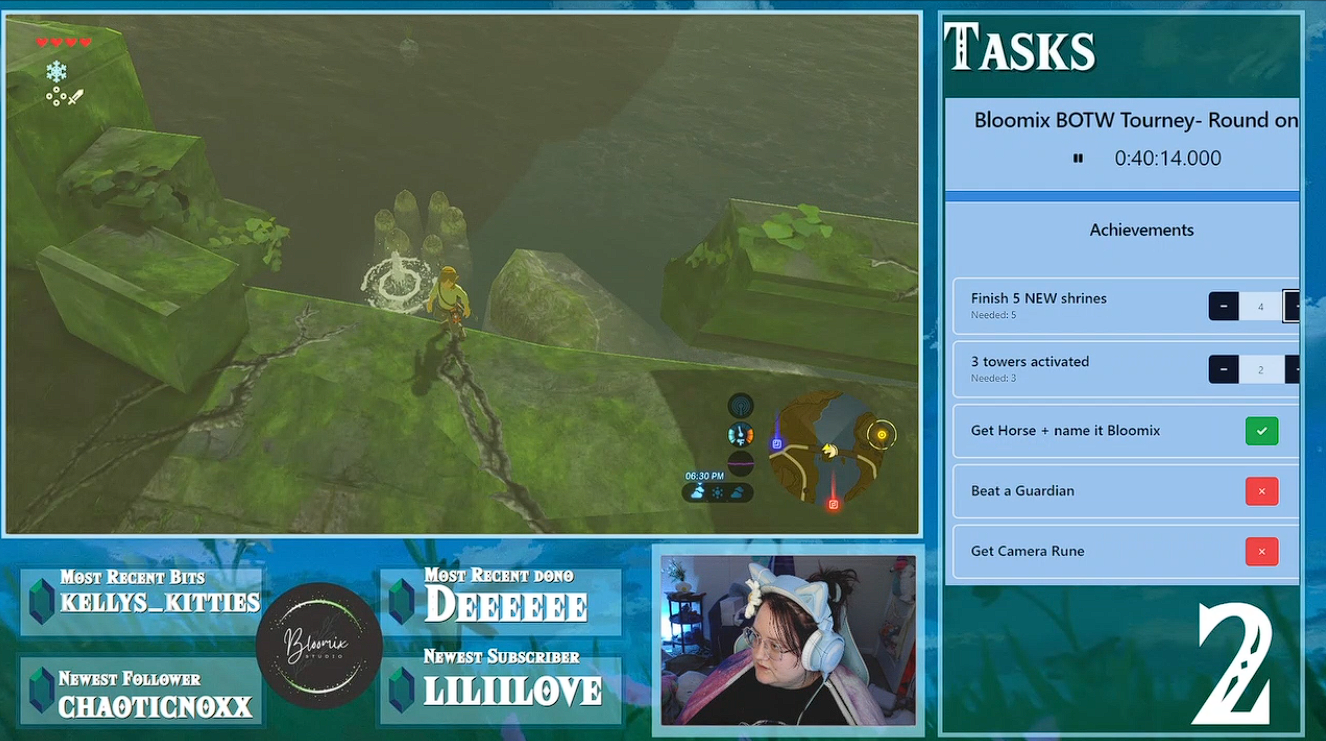 06:30 PM
TASKS
Bloomix BOTW Tourney- Round on
0:40:14.000
Achievements
Finish 5 NEW shrines
Needed: 5
- 4
3 towers activated
Needed: 3
- 2
Get Horse + name it Bloomix
Beat a Guardian
Get Camera Rune
MOST RECENT BITS
KELLYS_KITTIES
NEWEST FOLLOWER
CHAOTICNOXX
Bloomix
STUDIO
MOST RECENT DONO
DEEEEEE
NEWEST SUBSCRIBER
LILIILOVE
2